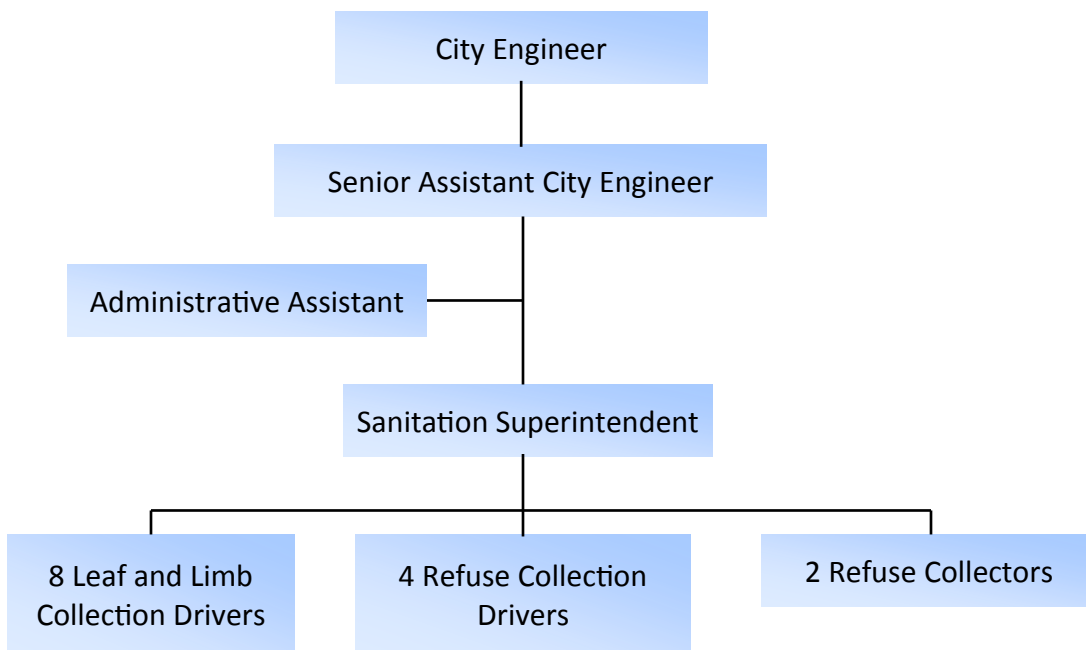 City Engineer
Senior Assistant City Engineer
Administrative Assistant
Sanitation Superintendent
8 Leaf and Limb
Collection Drivers
4 Refuse Collection
Drivers
2 Refuse Collectors